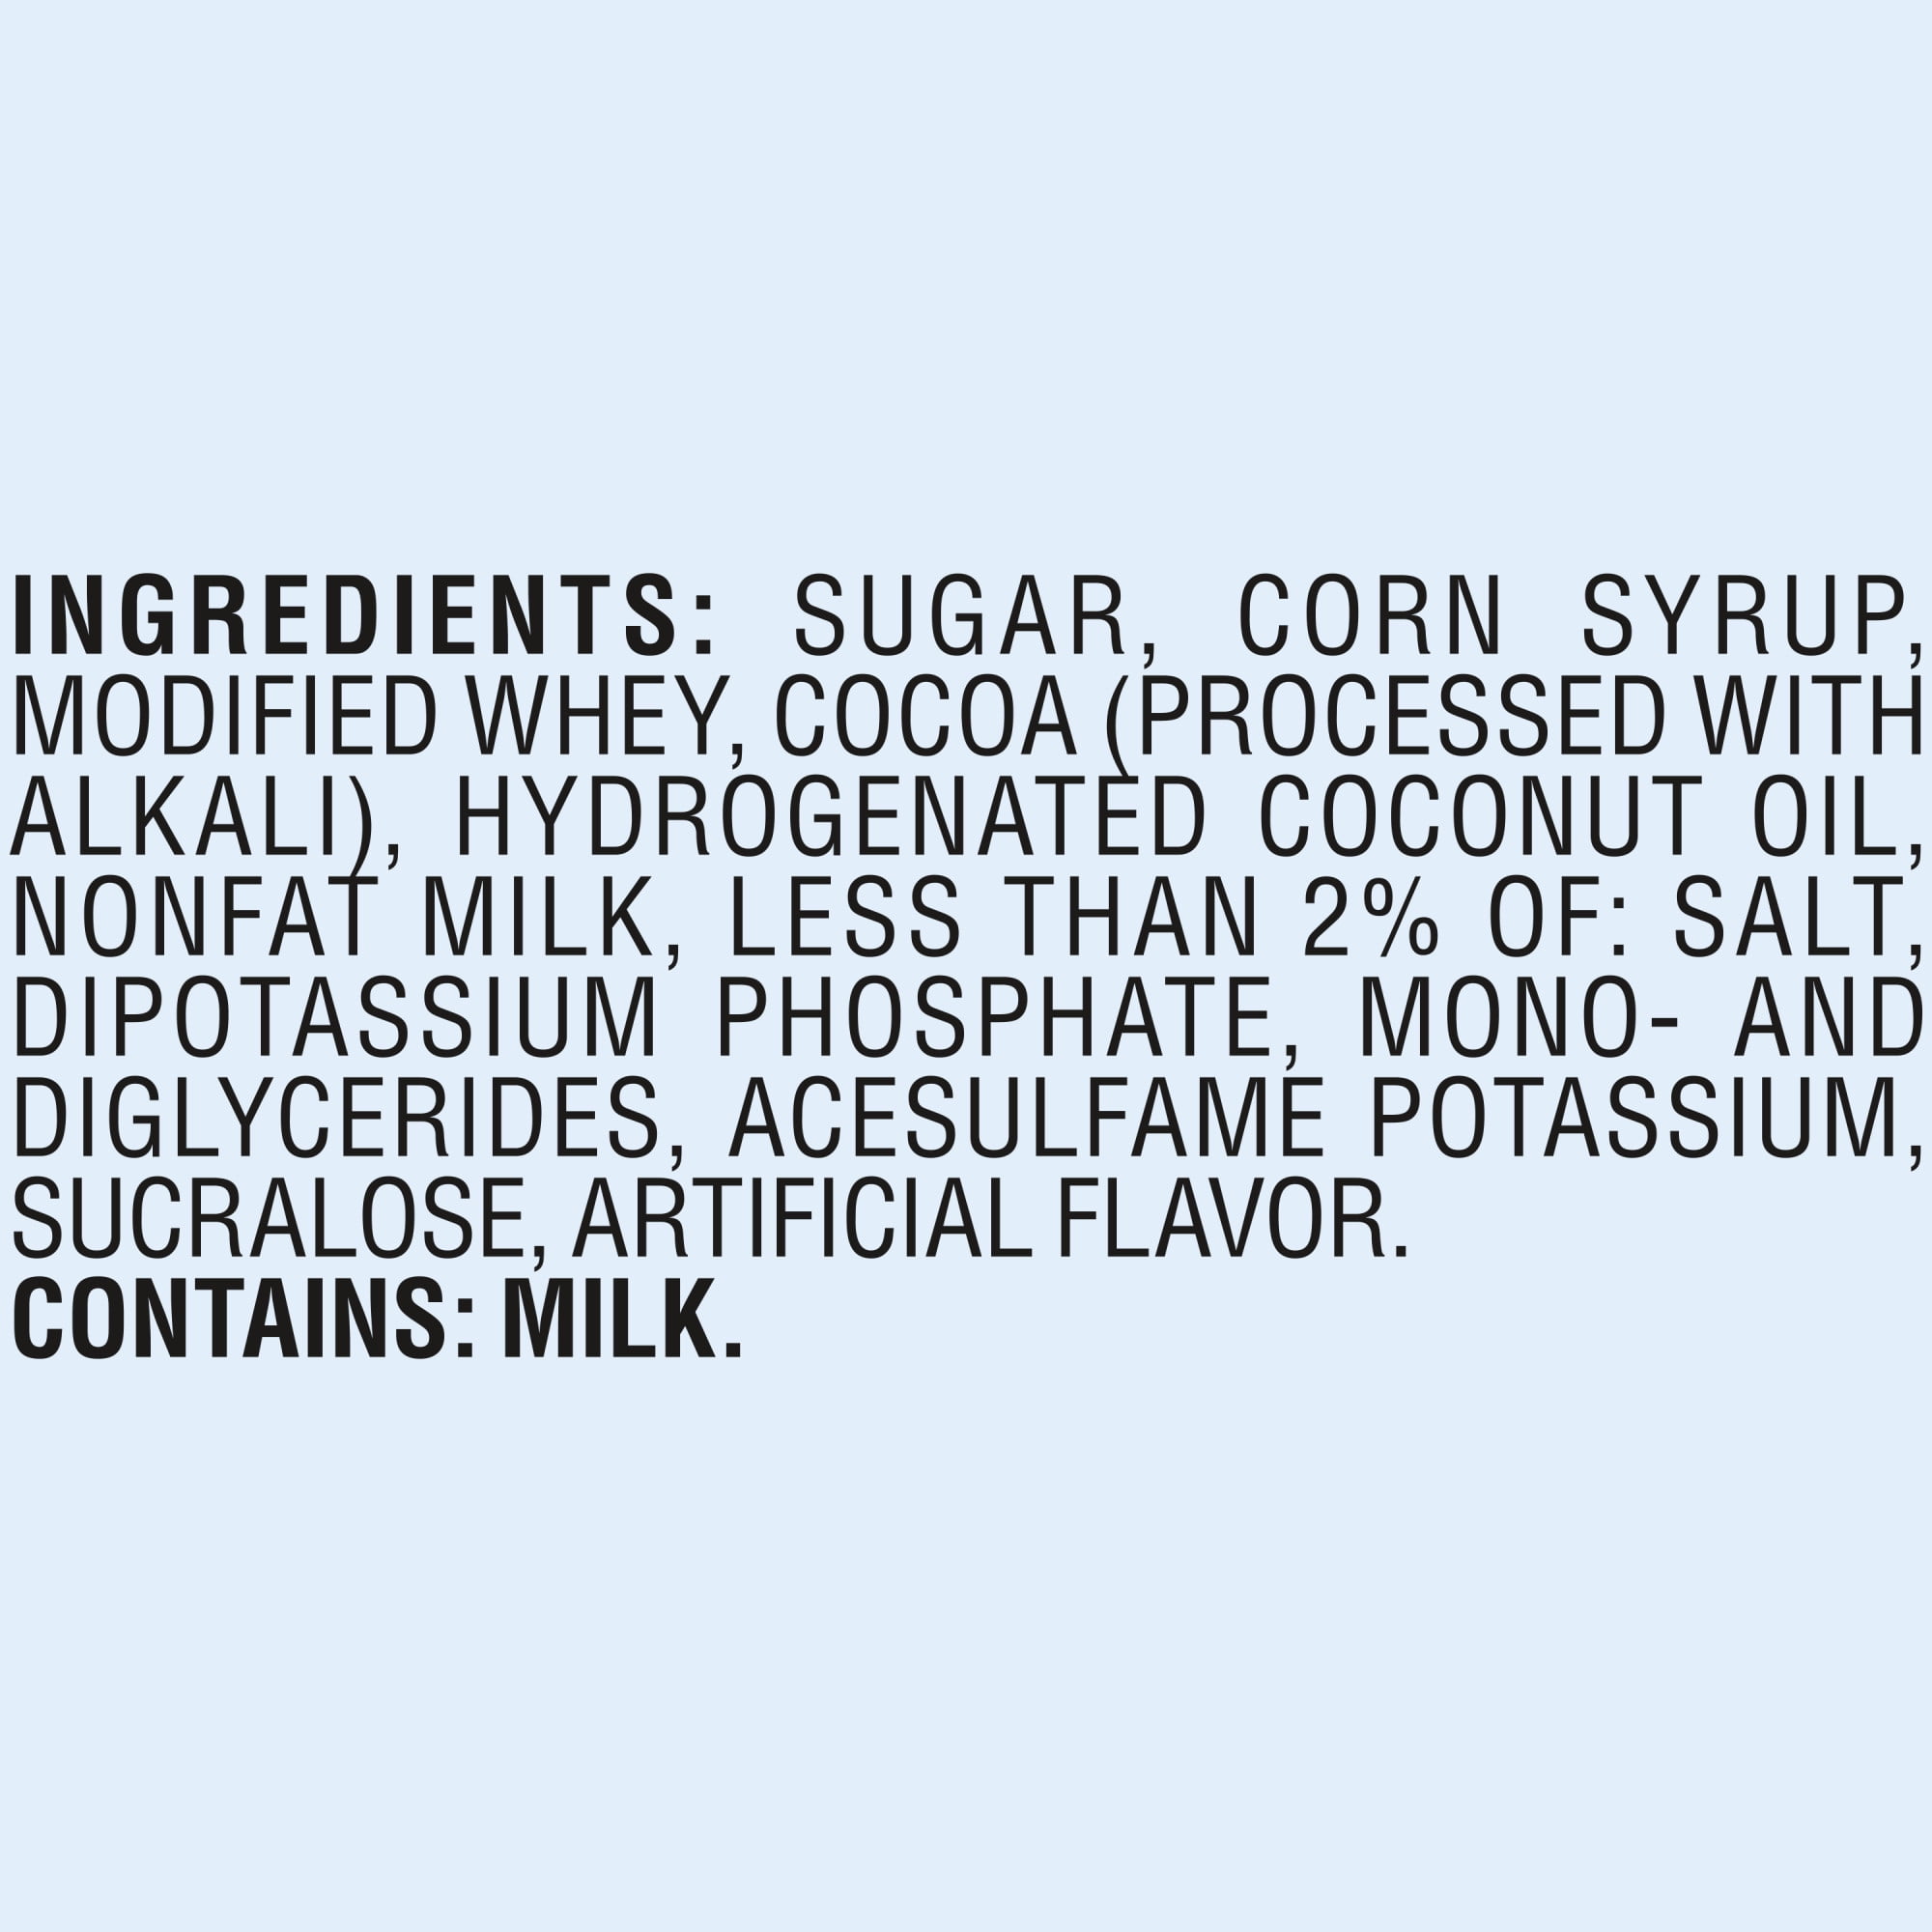 INGREDIENTS: SUGAR, CORN SYRUP,
MODIFIED WHEY, COCOA (PROCESSED WITH
ALKALI), HYDROGENATED COCONUT OIL,
NONFAT MILK, LESS THAN 2% OF: SALT,
DIPOTASSIUM PHOSPHATE, MONO- AND
DIGLYCERIDES, ACESULFAME POTASSIUM,
SUCRALOSE, ARTIFICIAL FLAVOR.
CONTAINS: MILK.